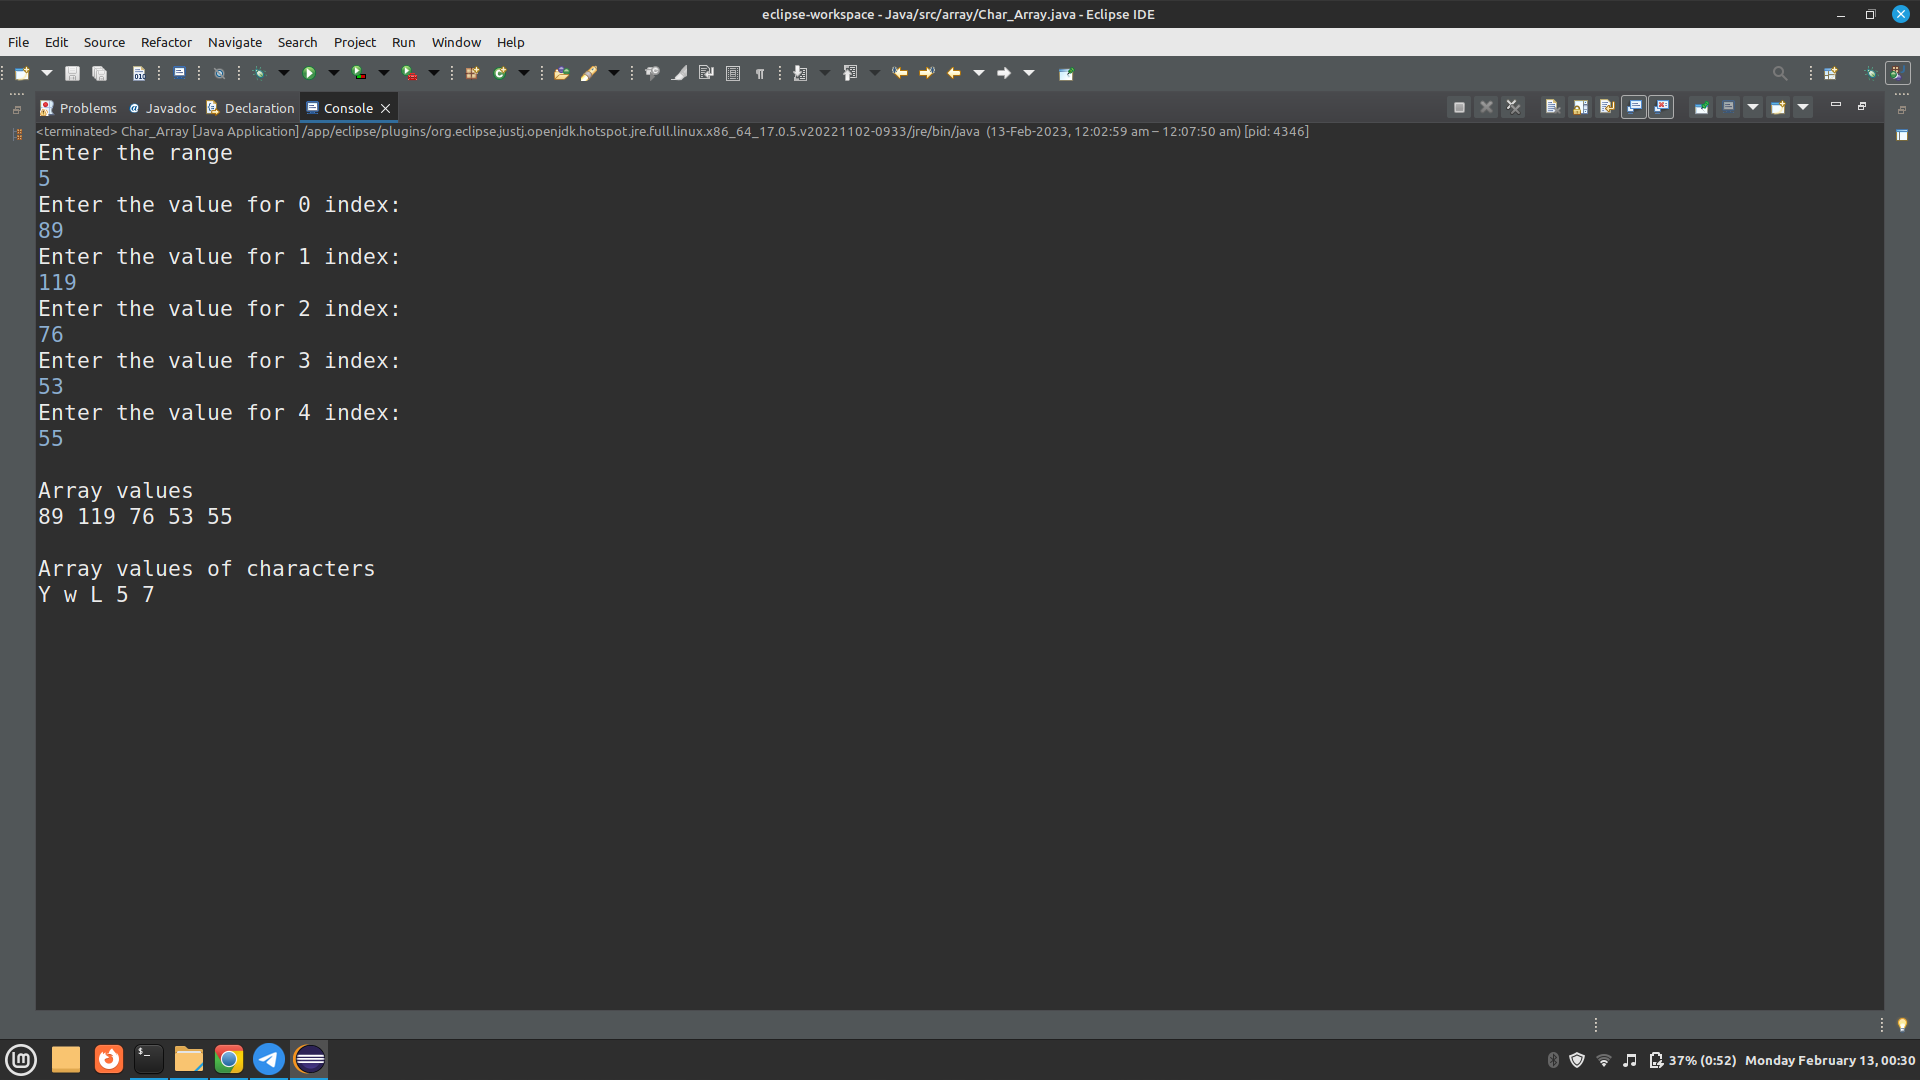 eclipse-workspace - Java/src/array/Char_Array.java - Eclipse IDE
File Edit Source Refactor Navigate Search Project Run Window Help
Problems Javadoc Declaration Console
<terminated> Char_Array [Java Application] /app/eclipse/plugins/org.eclipse.justj.openjdk.hotspot.jre.full.linux.x86_64_17.0.5.v20221102-0933/jre/bin/java (13-Feb-2023, 12:02:59 am – 12:07:50 am) [pid: 4346]
Enter the range
5
Enter the value for 0 index:
89
Enter the value for 1 index:
119
Enter the value for 2 index:
76
Enter the value for 3 index:
53
Enter the value for 4 index:
55
Array values
89 119 76 53 55
Array values of characters
Y w L 5 7
37% (0:52) Monday February 13, 00:30